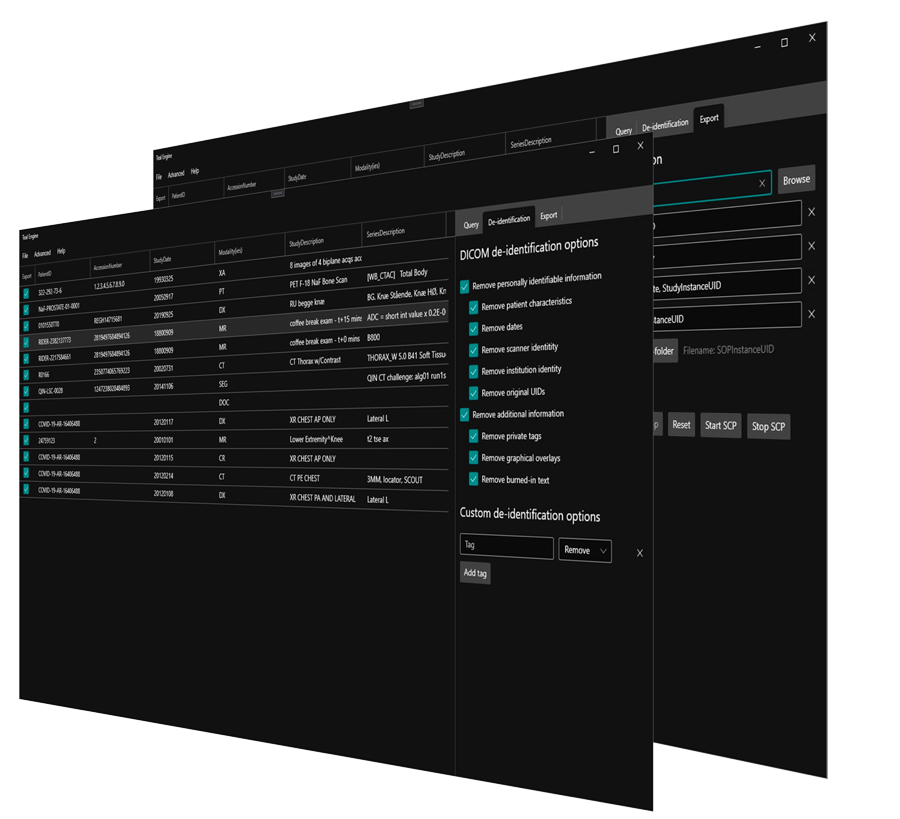 Tool Engine
File Advanced Help
Export PatientID AccessionNumber StudyDate Modality(ies) StudyDescription SeriesDescription
Query De-identification Export
Browse
X
te, StudyInstanceUID
tanceUID
-folder Filename: SOPInstanceUID
p Reset Start SCP Stop SCP
Tool Engine
File Advanced Help
Export PatientID AccessionNumber StudyDate Modality(ies) StudyDescription SeriesDescription
322-292-73-6 1.2.3.4.5.6.7.8.9.0 19930325 XA 8 images of 4 biplane acqs acc
NaF-PROSTATE-01-0001 20050917 PT PET F-18 NaF Bone Scan [WB_CTAC] Total Body
0101550770 REGH14715681 20190925 DX RU begge knæ BG. Knæ Stående, Knæ HØ, Kn
RIDER-2382137773 2819497684894126 18800909 MR coffee break exam - t+15 mins ADC = short int value x 0.2E-0
RIDER-2217584661 2819497684894126 18800909 MR coffee break exam - t+0 mins B800
R0166 2350774065769223 20020731 CT CT Thorax w/Contrast THORAX_W 5.0 B41 Soft Tissu
QIN-LSC-0028 1247238028484893 20141106 SEG QIN CT challenge: alg01 run1s
DOC
COVID-19-AR-16406488 20120117 DX XR CHEST AP ONLY Lateral L
24759123 2 20010101 MR Lower Extremity^Knee t2 tse ax
COVID-19-AR-16406488 20120115 CR XR CHEST AP ONLY
COVID-19-AR-16406488 20120214 CT CT PE CHEST 3MM, locator, SCOUT
COVID-19-AR-16406488 20120108 DX XR CHEST PA AND LATERAL Lateral L
Query De-identification Export
DICOM de-identification options
Remove personally identifiable information
Remove patient characteristics
Remove dates
Remove scanner identitity
Remove institution identity
Remove original UIDs
Remove additional information
Remove private tags
Remove graphical overlays
Remove burned-in text
Custom de-identification options
Tag Remove X
Add tag